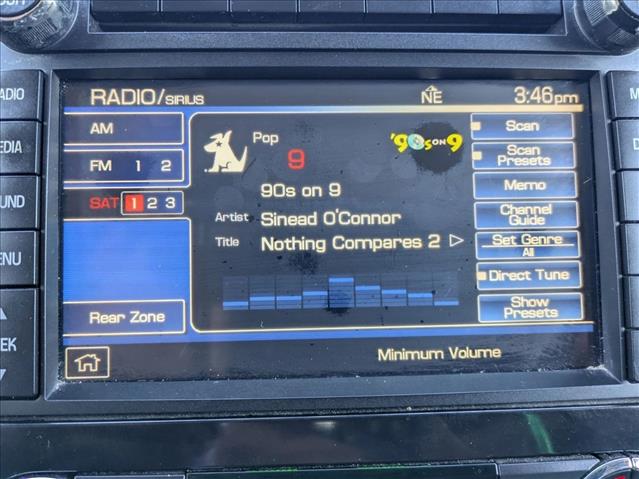 RADIO/SIRIUS
NE
3:46pm
AM
FM 1 2
SAT 1 2 3
Rear Zone
Pop
9
'90s ON 9
90s on 9
Artist Sinead O'Connor
Title Nothing Compares 2
Scan
Scan
Presets
Memo
Channel
Guide
Set Genre
All
Direct Tune
Show
Presets
Minimum Volume
ADIO
EDIA
OUND
ENU
EEK
M